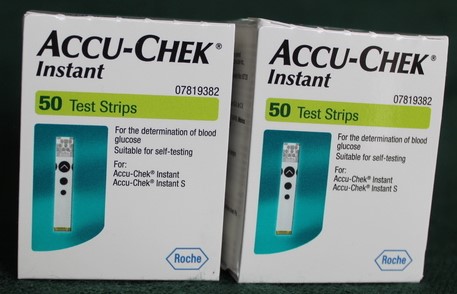 ACCU-CHEK®
Instant
07819382
50 Test Strips
For the determination of blood
glucose
Suitable for self-testing
For:
Accu-Chek® Instant
Accu-Chek® Instant S
Roche
ACCU-CHEK®
Instant
07819382
50 Test Strips
For the determination of blood
glucose
Suitable for self-testing
For:
Accu-Chek® Instant
Accu-Chek® Instant S
Roche